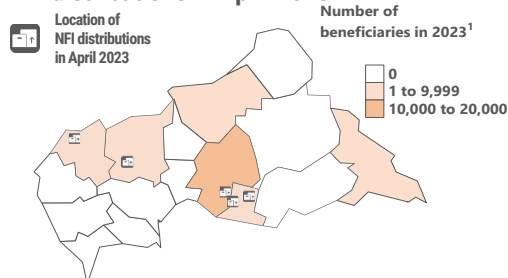 Location of
NFI distributions
in April 2023
Number of
beneficiaries in 2023¹
0
1 to 9,999
10,000 to 20,000